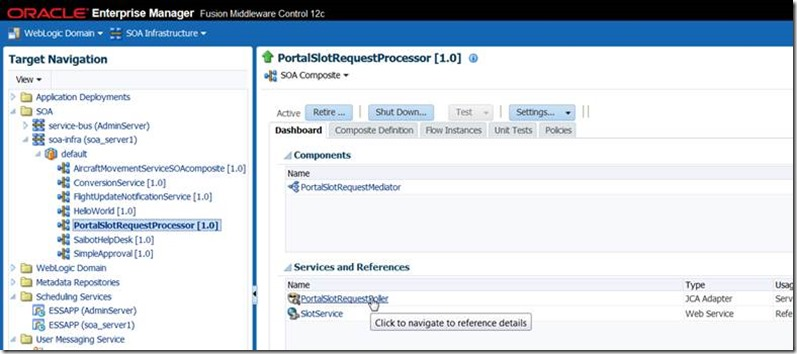 ORACLE Enterprise Manager Fusion Middleware Control 12c
WebLogic Domain SOA Infrastructure
Target Navigation
View
Application Deployments
SOA
service-bus (AdminServer)
soa-infra (soa_server1)
default
AircraftMovementServiceSOAcomposite [1.0]
ConversionService [1.0]
FlightUpdateNotificationService [1.0]
HelloWorld [1.0]
PortalSlotRequestProcessor [1.0]
SaibotHelpDesk [1.0]
SimpleApproval [1.0]
WebLogic Domain
Metadata Repositories
Scheduling Services
ESSAPP (AdminServer)
ESSAPP (soa_server1)
User Messaging Service
PortalSlotRequestProcessor [1.0]
SOA Composite
Active Retire ... Shut Down... Test Settings...
Dashboard Composite Definition Flow Instances Unit Tests Policies
Components
Name
PortalSlotRequestMediator
Services and References
Name Type Usag
PortalSlotRequestPoller JCA Adapter Serv
SlotService Web Service Refe
Click to navigate to reference details